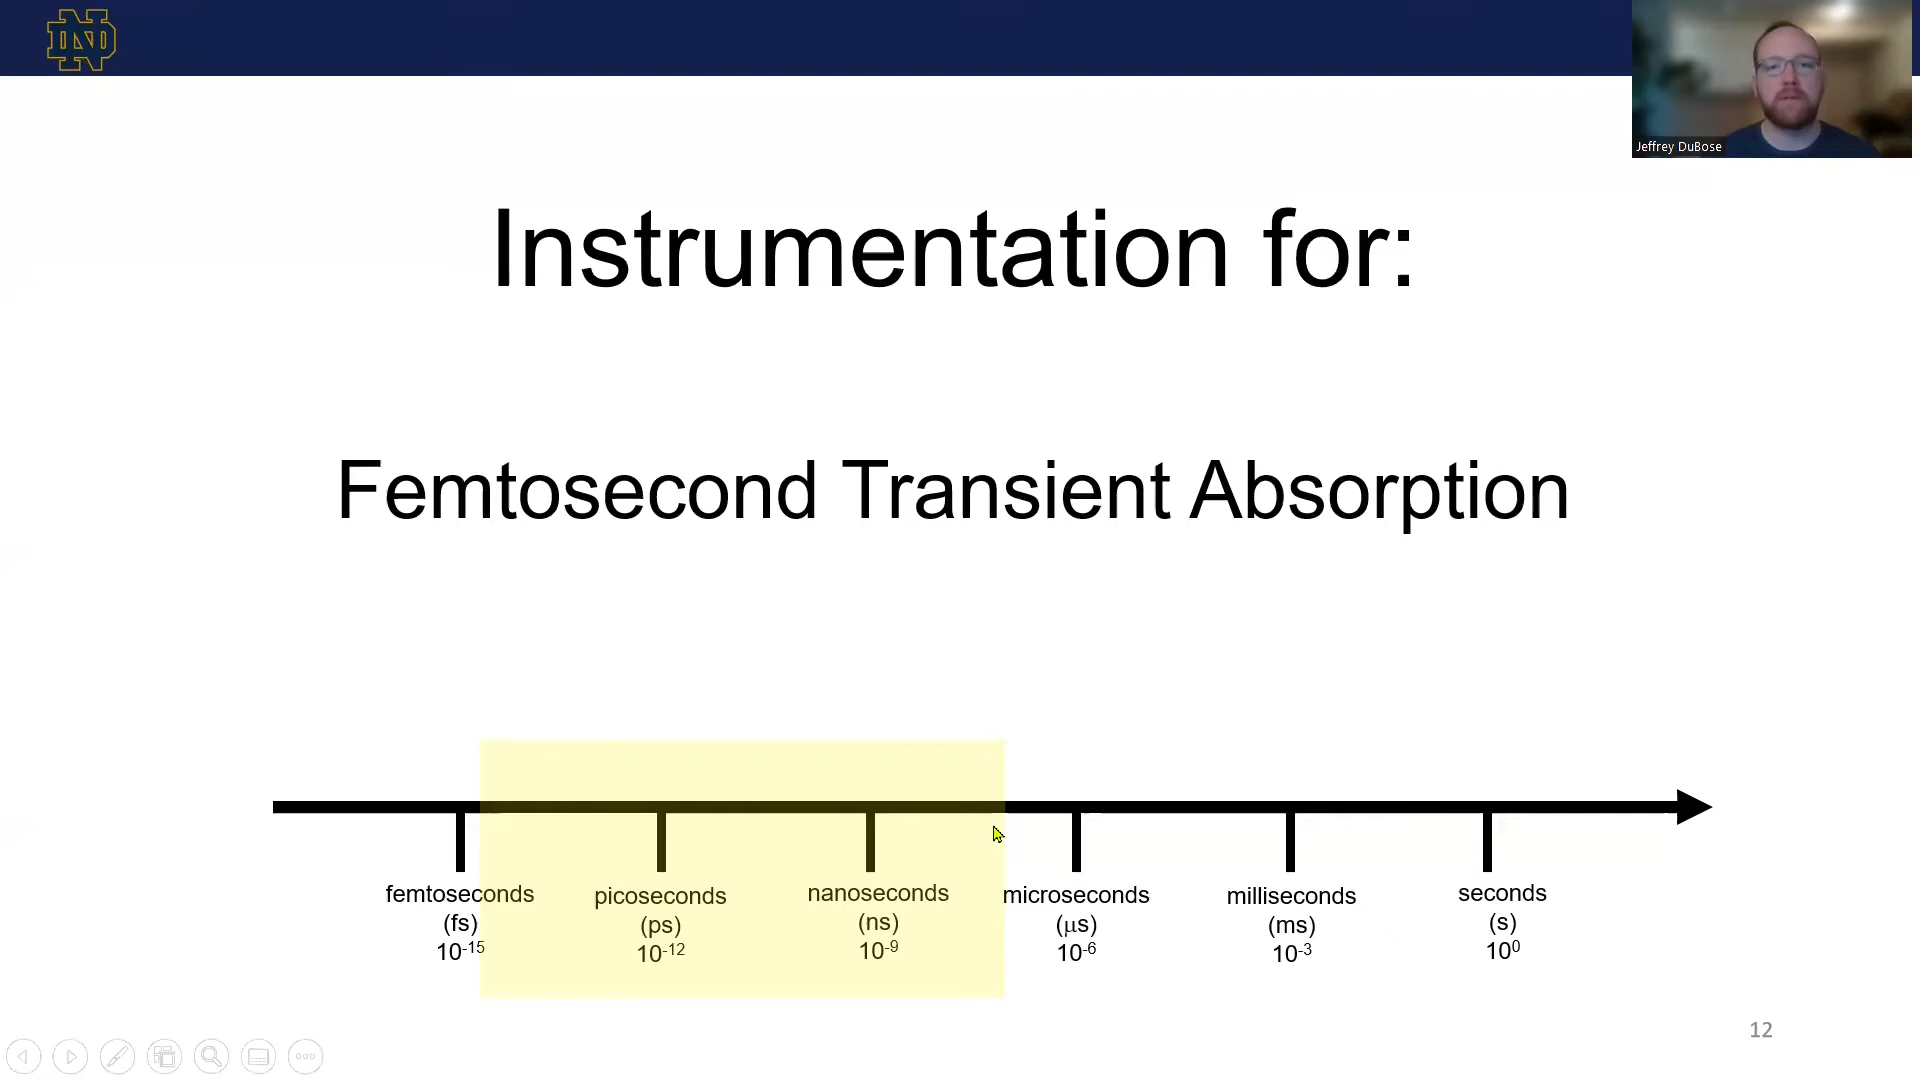 Jeffrey DuBose
Instrumentation for:
Femtosecond Transient Absorption
femtoseconds
(fs)
10⁻¹⁵
picoseconds
(ps)
10⁻¹²
nanoseconds
(ns)
10⁻⁹
microseconds
(μs)
10⁻⁶
milliseconds
(ms)
10⁻³
seconds
(s)
10⁰
12